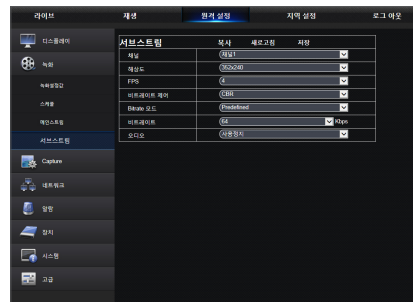 라이브 재생 원격 설정 지역 설정 로그 아웃
디스플레이
녹화
녹화설정값
스케쥴
메인스트림
서브스트림
Capture
네트워크
알람
장치
시스템
고급
서브스트림 복사 새로고침 저장
채널 채널1
해상도 352x240
FPS 4
비트레이트 제어 CBR
Bitrate 모드 Predefined
비트레이트 64 Kbps
오디오 사용정지